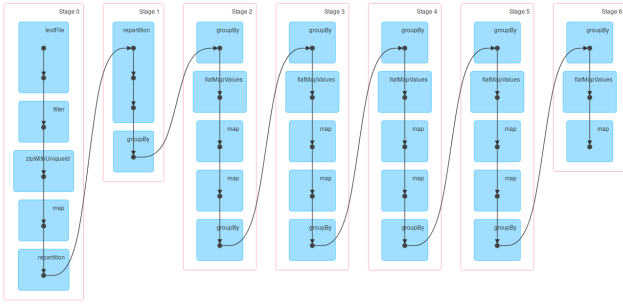 Stage 0
textFile
filter
zipWithUniqueId
map
repartition
Stage 1
repartition
groupBy
Stage 2
groupBy
flatMapValues
map
map
groupBy
Stage 3
groupBy
flatMapValues
map
map
groupBy
Stage 4
groupBy
flatMapValues
map
map
groupBy
Stage 5
groupBy
flatMapValues
map
map
groupBy
Stage 6
groupBy
flatMapValues
map